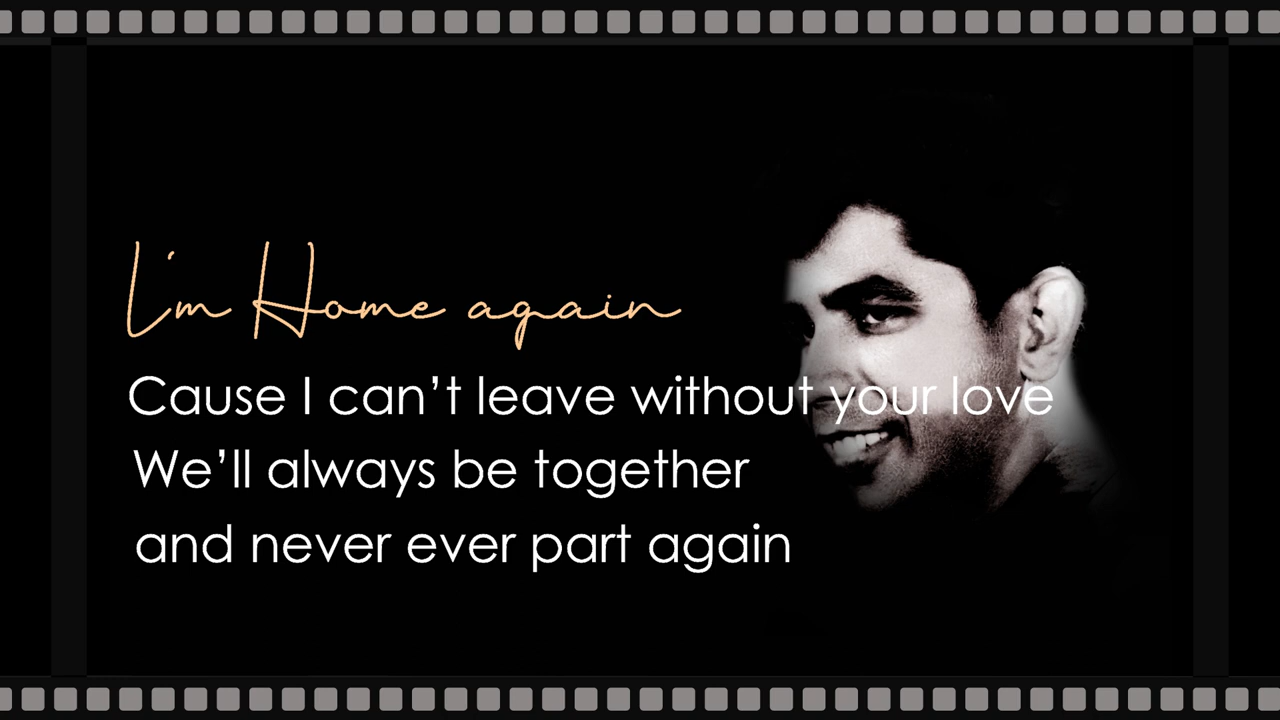 I'm Home again
Cause I can’t leave without your love
We’ll always be together
and never ever part again